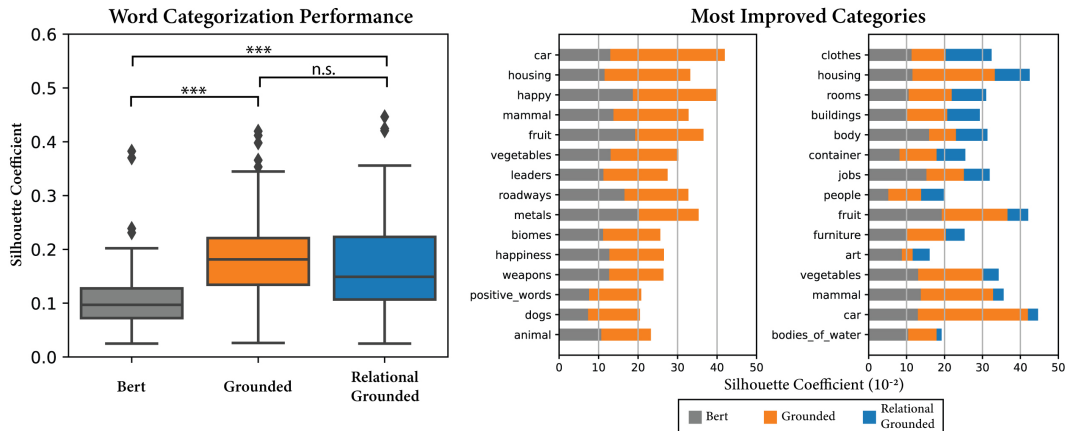 Word Categorization Performance
Silhouette Coefficient
0.6
0.5
0.4
0.3
0.2
0.1
0.0
***
n.s.
***
Bert
Grounded
Relational
Grounded
Most Improved Categories
car
housing
happy
mammal
fruit
vegetables
leaders
roadways
metals
biomes
happiness
weapons
positive_words
dogs
animal
0 10 20 30 40 50
clothes
housing
rooms
buildings
body
container
jobs
people
fruit
furniture
art
vegetables
mammal
car
bodies_of_water
0 10 20 30 40 50
Silhouette Coefficient (10⁻²)
Bert
Grounded
Relational
Grounded